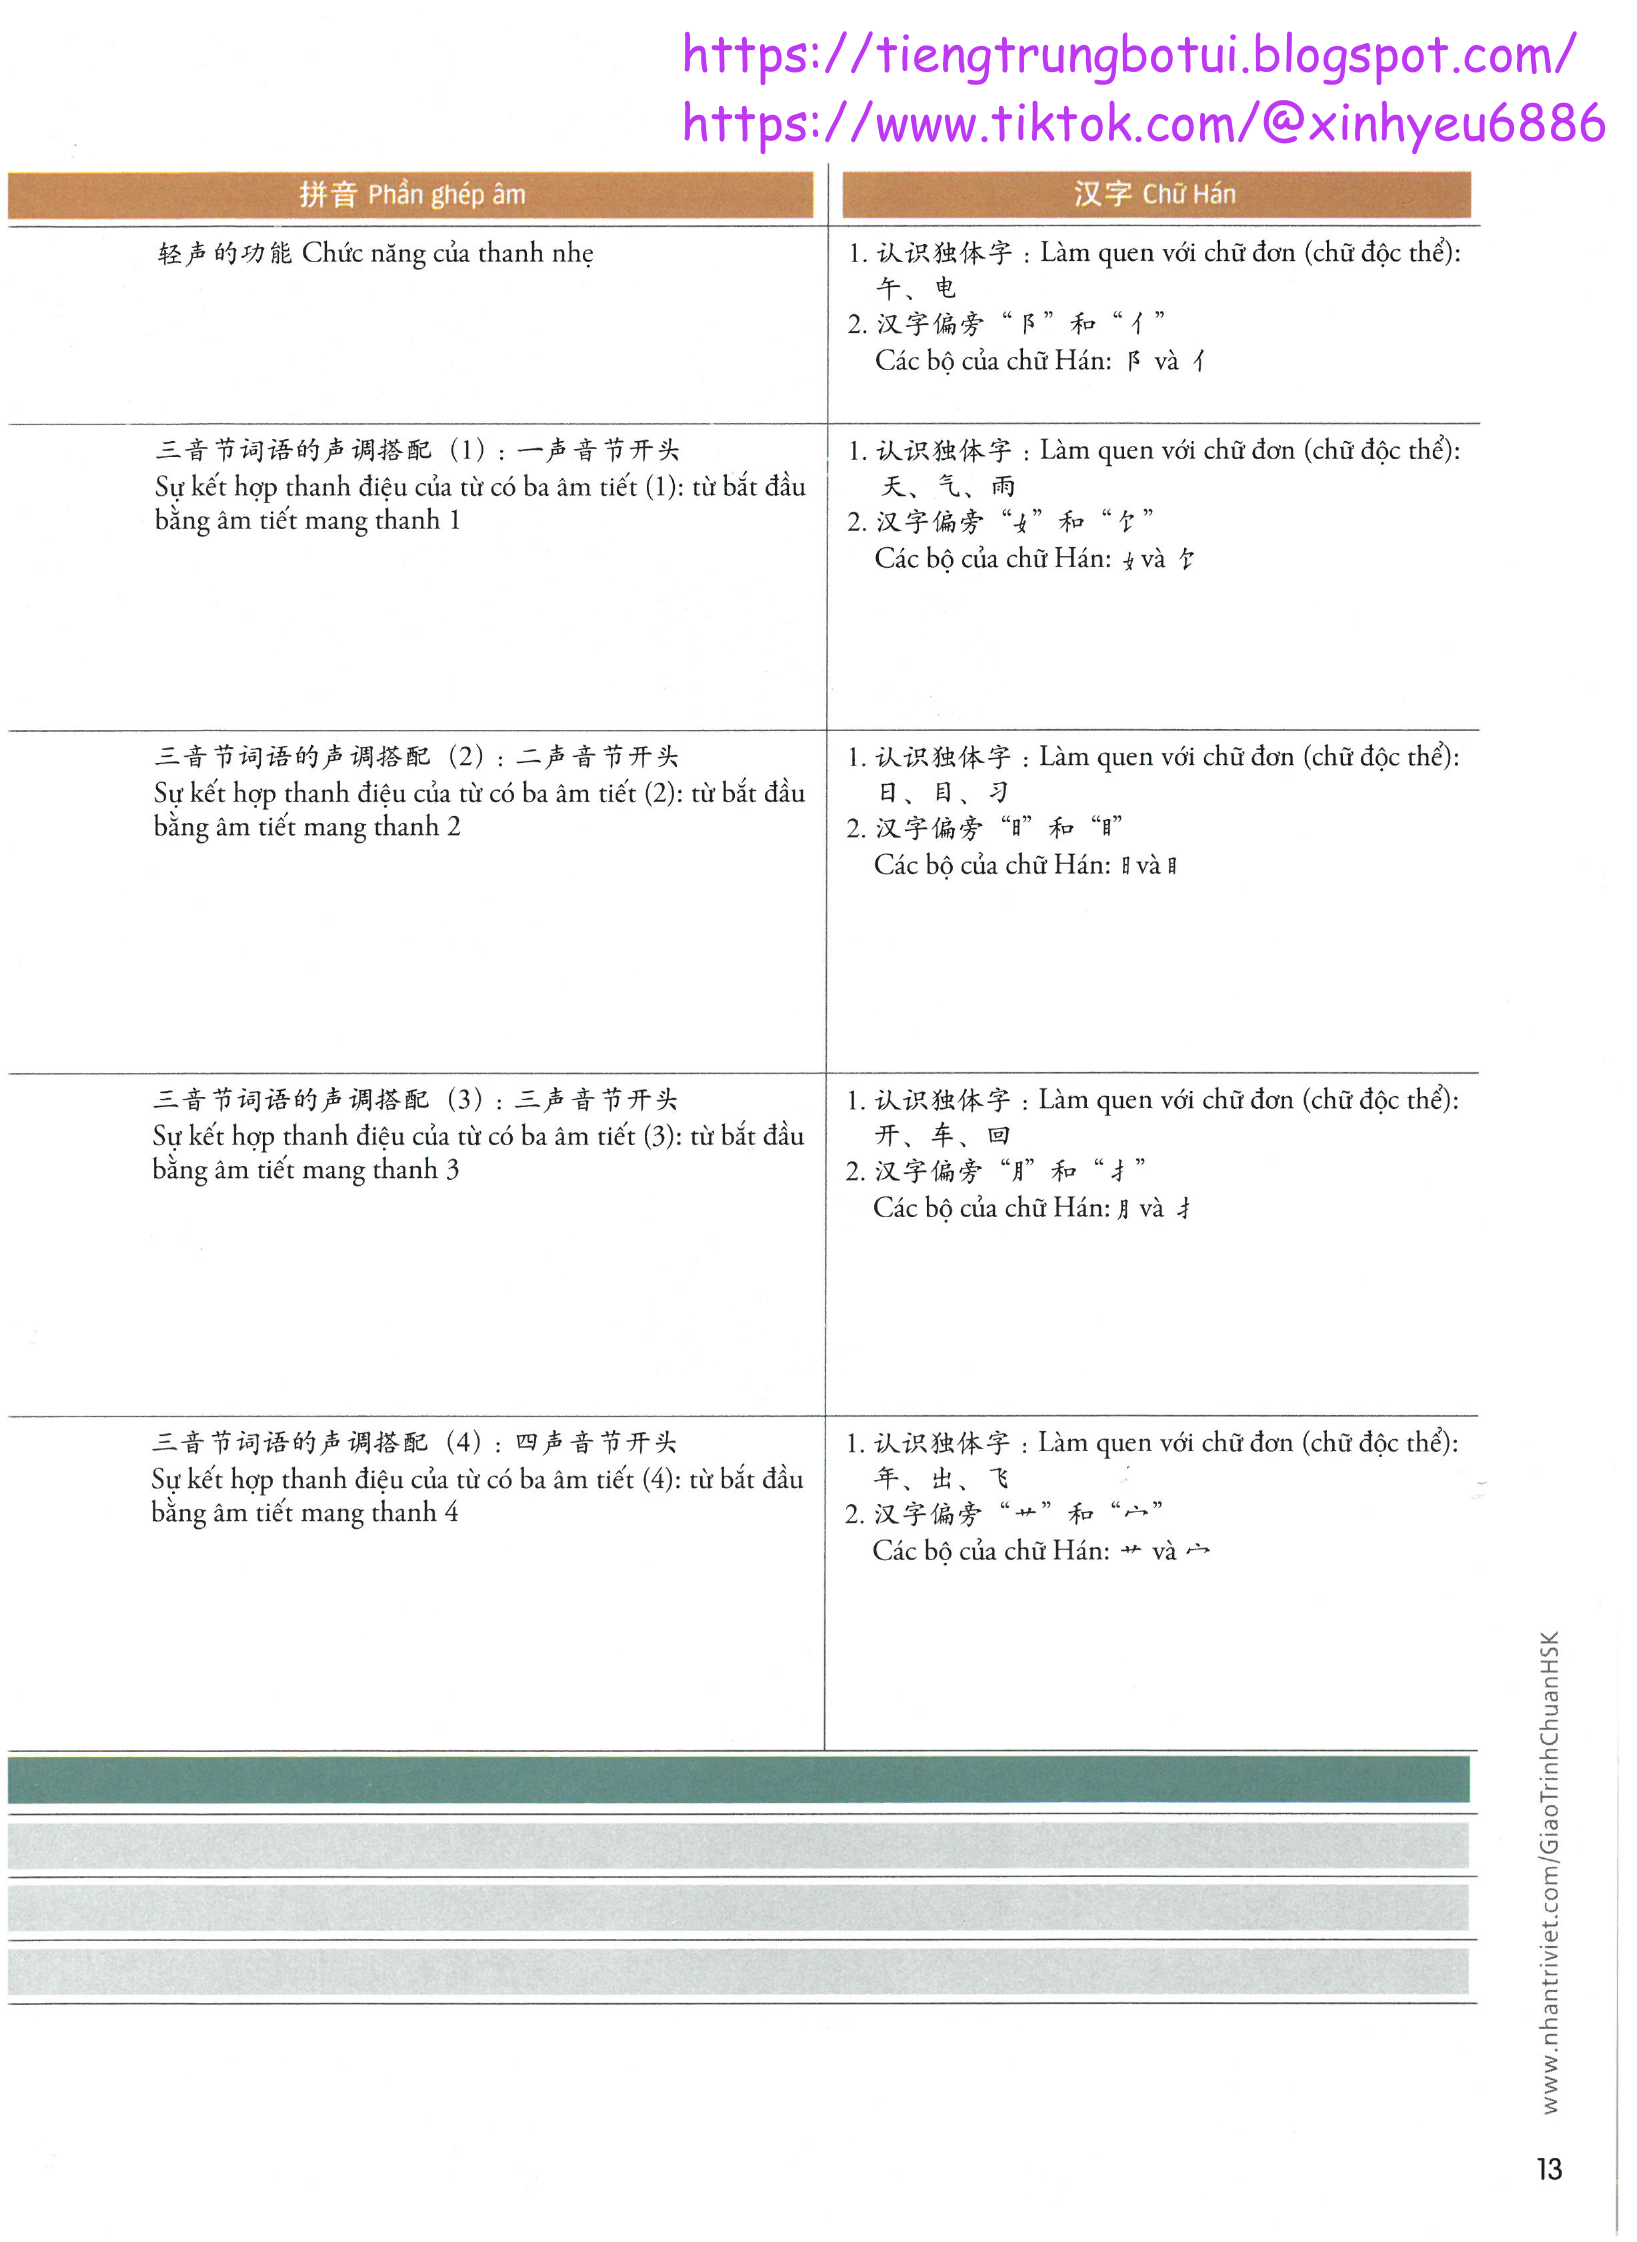 https://tiengtrungbotui.blogspot.com/
https://www.tiktok.com/@xinhyeu6886
拼音 Phần ghép âm
汉字 Chữ Hán
轻声的功能 Chức năng của thanh nhẹ
1. 认识独体字：Làm quen với chữ đơn (chữ độc thể):
午、电
2. 汉字偏旁“阝”和“亻”
Các bộ của chữ Hán: 阝 và 亻
三音节词语的声调搭配（1）：一声音节开头
Sự kết hợp thanh điệu của từ có ba âm tiết (1): từ bắt đầu
bằng âm tiết mang thanh 1
1. 认识独体字：Làm quen với chữ đơn (chữ độc thể):
天、气、雨
2. 汉字偏旁“女”和“饣”
Các bộ của chữ Hán: 女 và 饣
三音节词语的声调搭配（2）：二声音节开头
Sự kết hợp thanh điệu của từ có ba âm tiết (2): từ bắt đầu
bằng âm tiết mang thanh 2
1. 认识独体字：Làm quen với chữ đơn (chữ độc thể):
日、目、习
2. 汉字偏旁“日”和“目”
Các bộ của chữ Hán: 日 và 目
三音节词语的声调搭配（3）：三声音节开头
Sự kết hợp thanh điệu của từ có ba âm tiết (3): từ bắt đầu
bằng âm tiết mang thanh 3
1. 认识独体字：Làm quen với chữ đơn (chữ độc thể):
开、车、回
2. 汉字偏旁“月”和“扌”
Các bộ của chữ Hán: 月 và 扌
三音节词语的声调搭配（4）：四声音节开头
Sự kết hợp thanh điệu của từ có ba âm tiết (4): từ bắt đầu
bằng âm tiết mang thanh 4
1. 认识独体字：Làm quen với chữ đơn (chữ độc thể):
年、出、飞
2. 汉字偏旁“艹”和“宀”
Các bộ của chữ Hán: 艹 và 宀
www.nhantriviet.com/GiaoTrinhChuanHSK
13